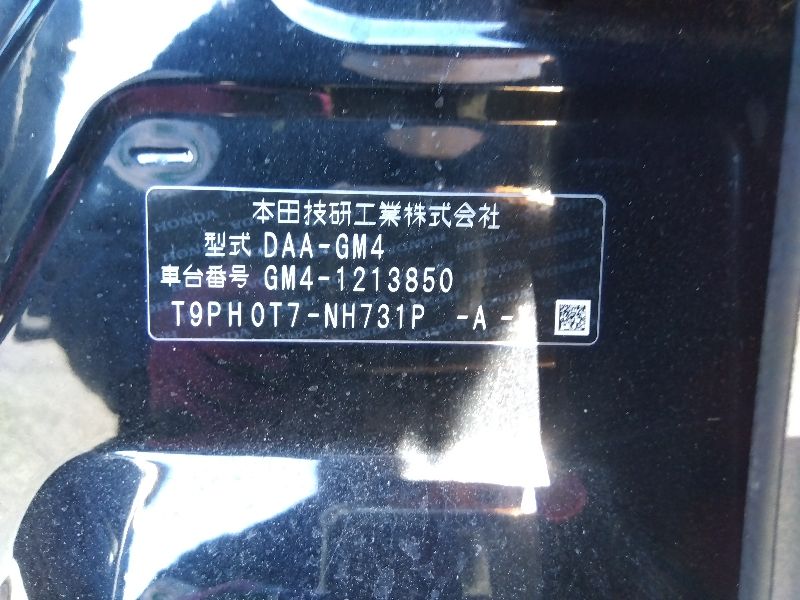 本田技研工業株式会社
型式 DAA-GM4
車台番号 GM4-1213850
T9PH0T7-NH731P -A -